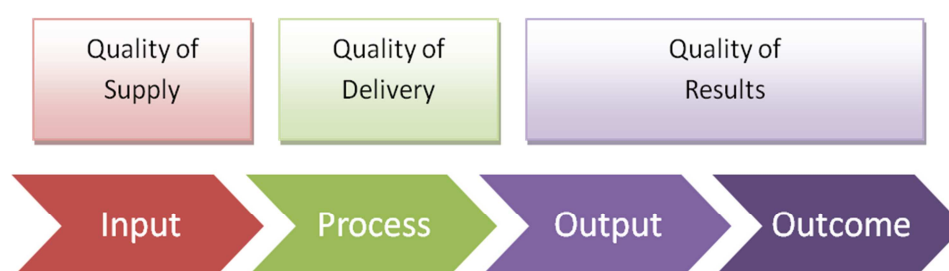 Quality of
Supply
Quality of
Delivery
Quality of
Results
Input
Process
Output
Outcome